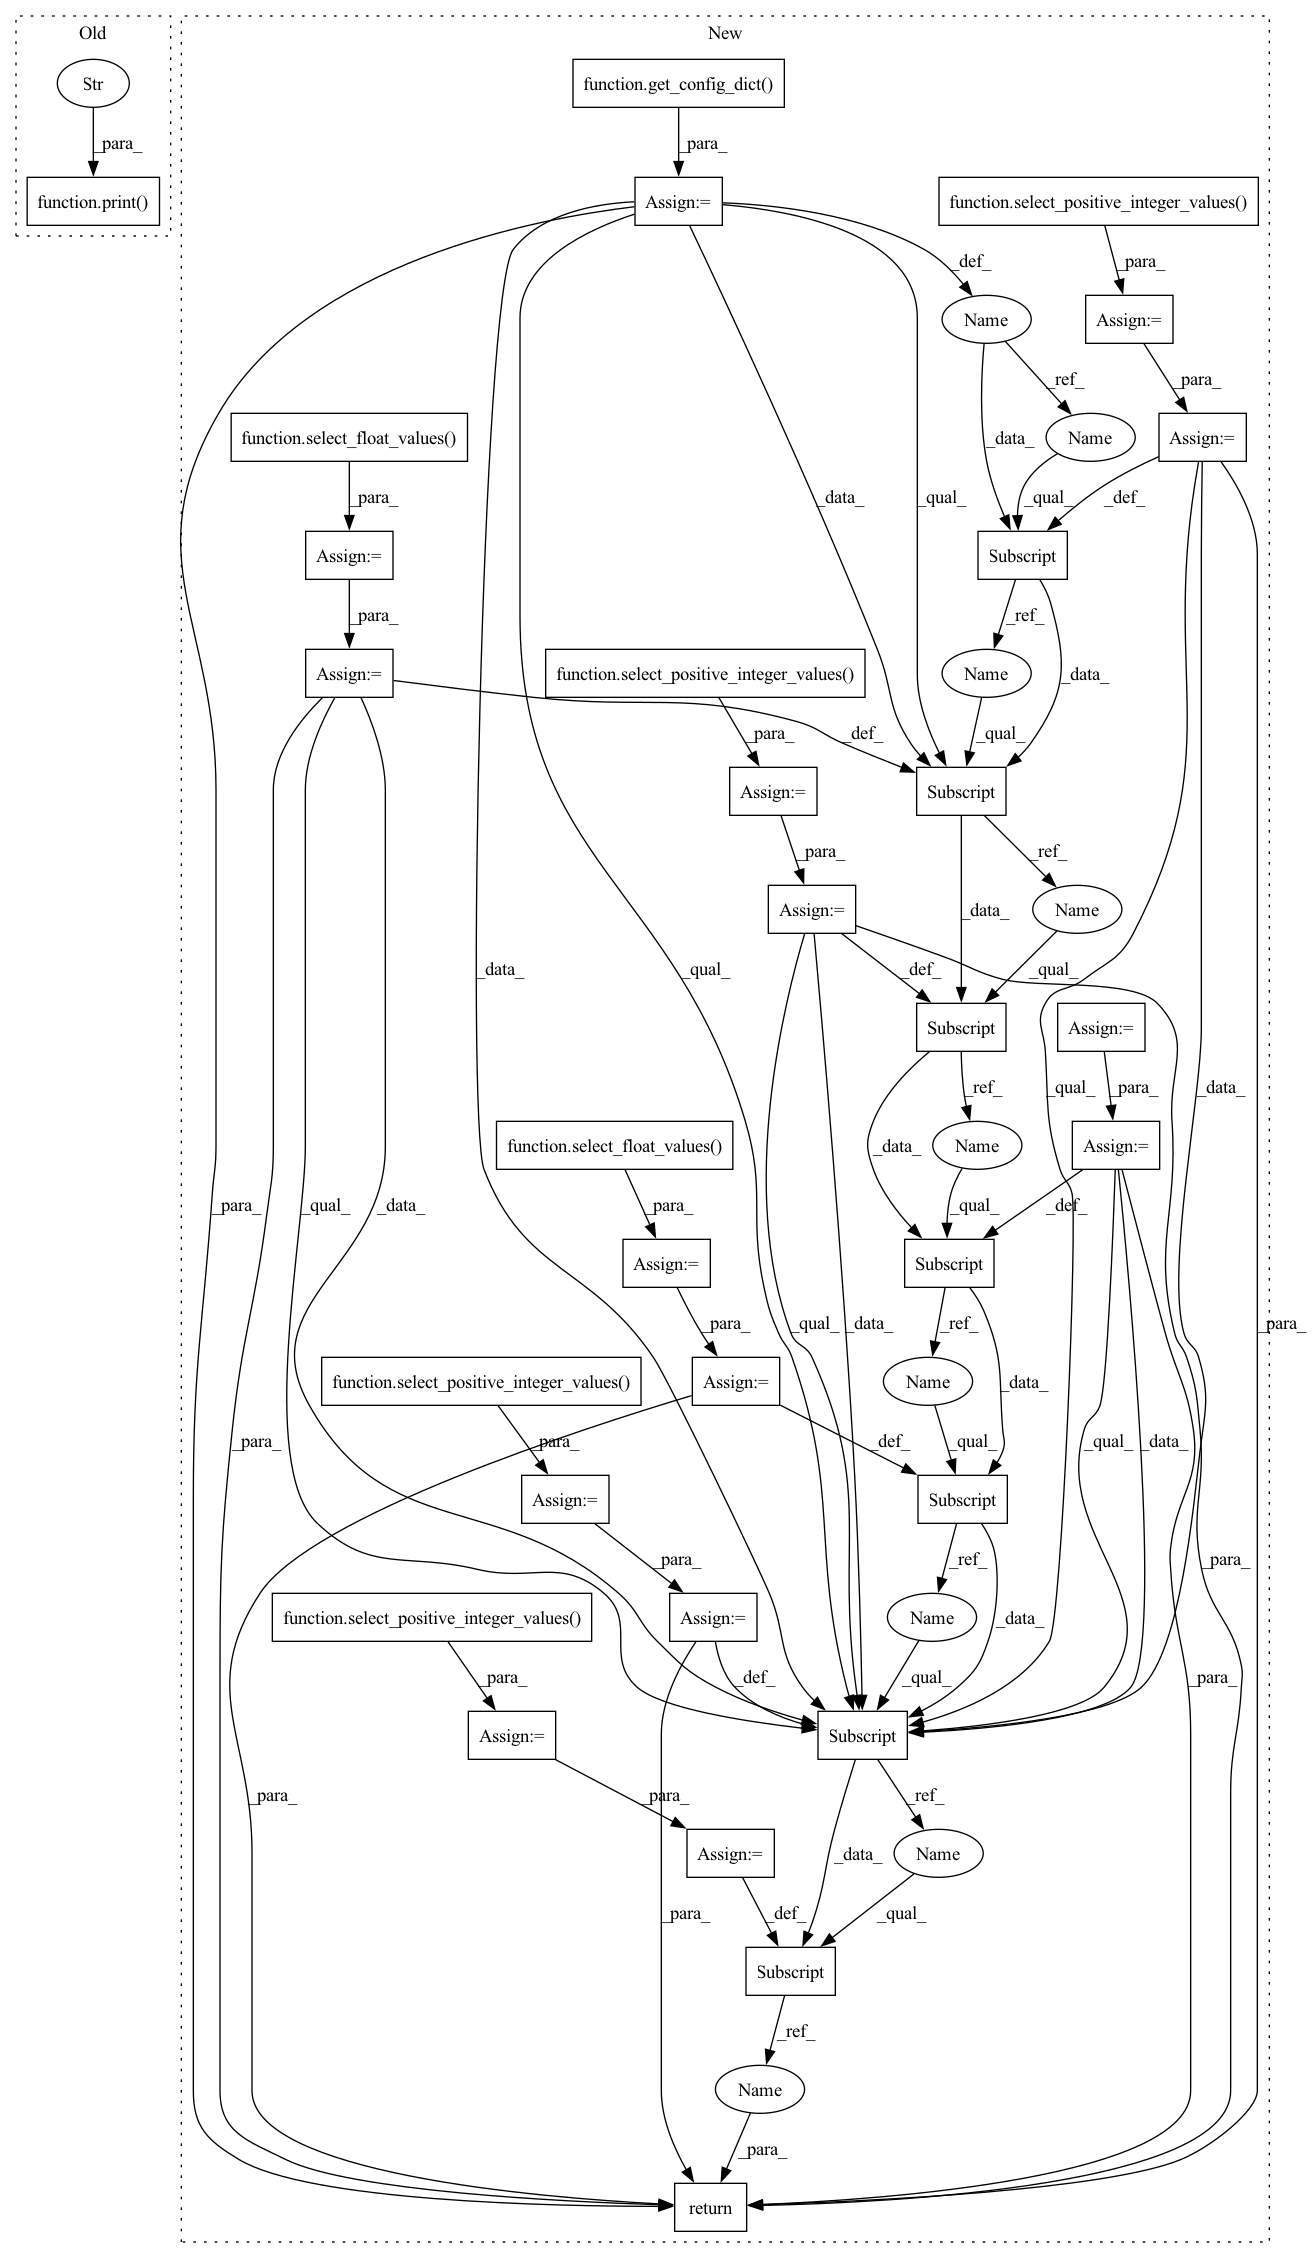 Old
New
Str
function.get_config_dict()
_para_
_para_
function.print()
Assign:=
function.select_positive_integer_values()
_def_
_para_
Name
Assign:=
_ref_
_para_
function.select_float_values()
_data_
Name
Assign:=
_para_
_data_
_qual_
_qual_
_def_
Assign:=
Subscript
_para_
_ref_
Assign:=
function.select_positive_integer_values()
Name
_data_
_para_
_def_
_qual_
Assign:=
Subscript
_para_
_ref_
Assign:=
_data_
Name
_data_
_qual_
_def_
_qual_
Subscript
Assign:=
_ref_
_qual_
_para_
_data_
function.select_float_values()
_data_
Name
Assign:=
_para_
_qual_
_data_
_para_
_qual_
_def_
Assign:=
Subscript
_para_
_qual_
_data_
_ref_
_para_
function.select_positive_integer_values()
Assign:=
Name
_data_
_para_
_para_
_def_
_qual_
_qual_
_data_
Assign:=
Subscript
_para_
_ref_
_para_
function.select_positive_integer_values()
Assign:=
Name
_data_
_para_
_def_
_qual_
_para_
Assign:=
Subscript
_para_
_para_
_ref_
Assign:=
_data_
Name
_para_
_def_
_qual_
Subscript
_ref_
Name
_para_
return